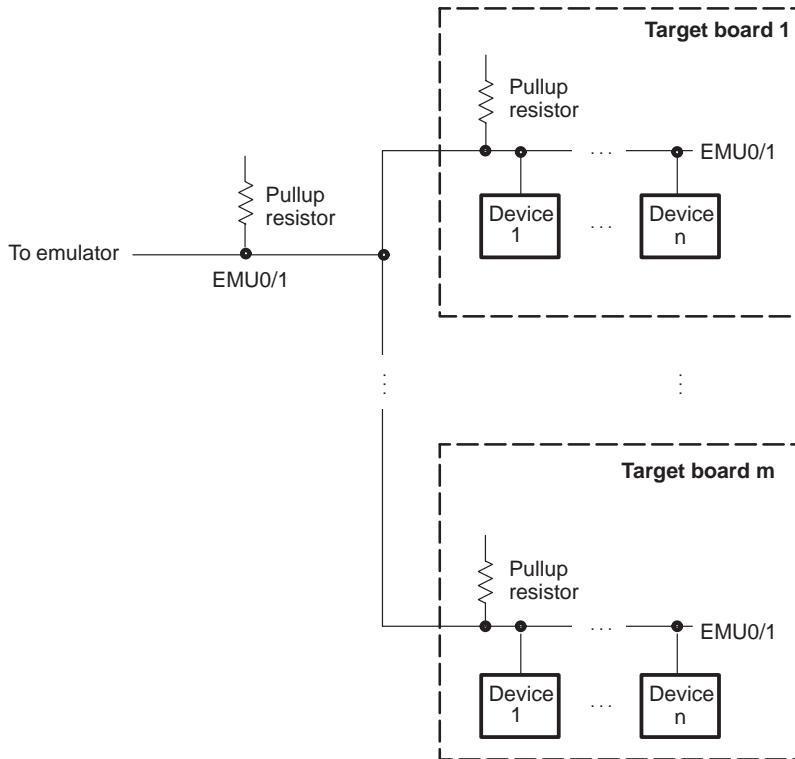 Target board 1
Pullup
resistor
EMU0/1
. . .
Device
1
. . .
Device
n
Pullup
resistor
To emulator
EMU0/1
. . .
. . .
Target board m
Pullup
resistor
EMU0/1
. . .
Device
1
. . .
Device
n